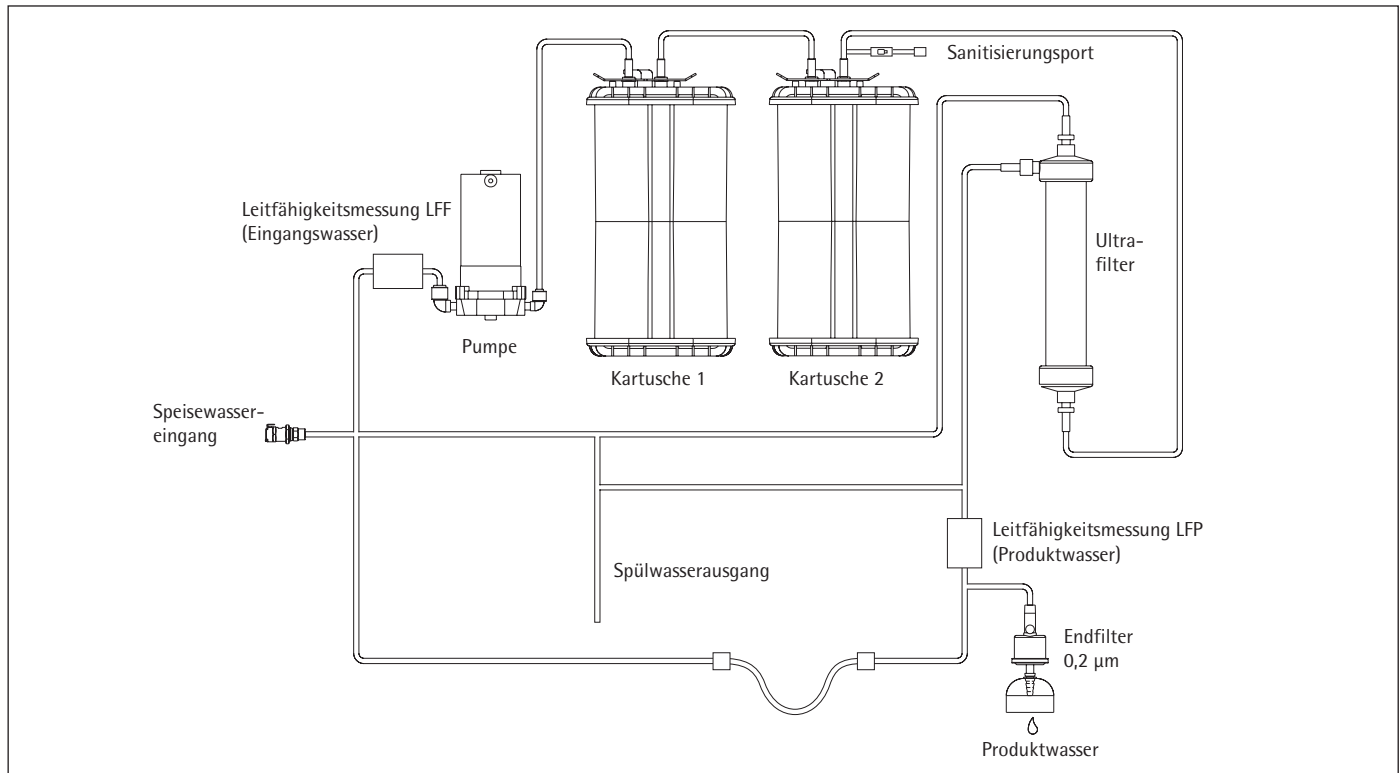 Sanitisierungsport
Leitfähigkeitsmessung LFF
(Eingangswasser)
Ultra-
filter
Pumpe
Kartusche 1
Kartusche 2
Speisewasser-
eingang
Leitfähigkeitsmessung LFP
(Produktwasser)
Spülwasserausgang
Endfilter
0,2 µm
Produktwasser